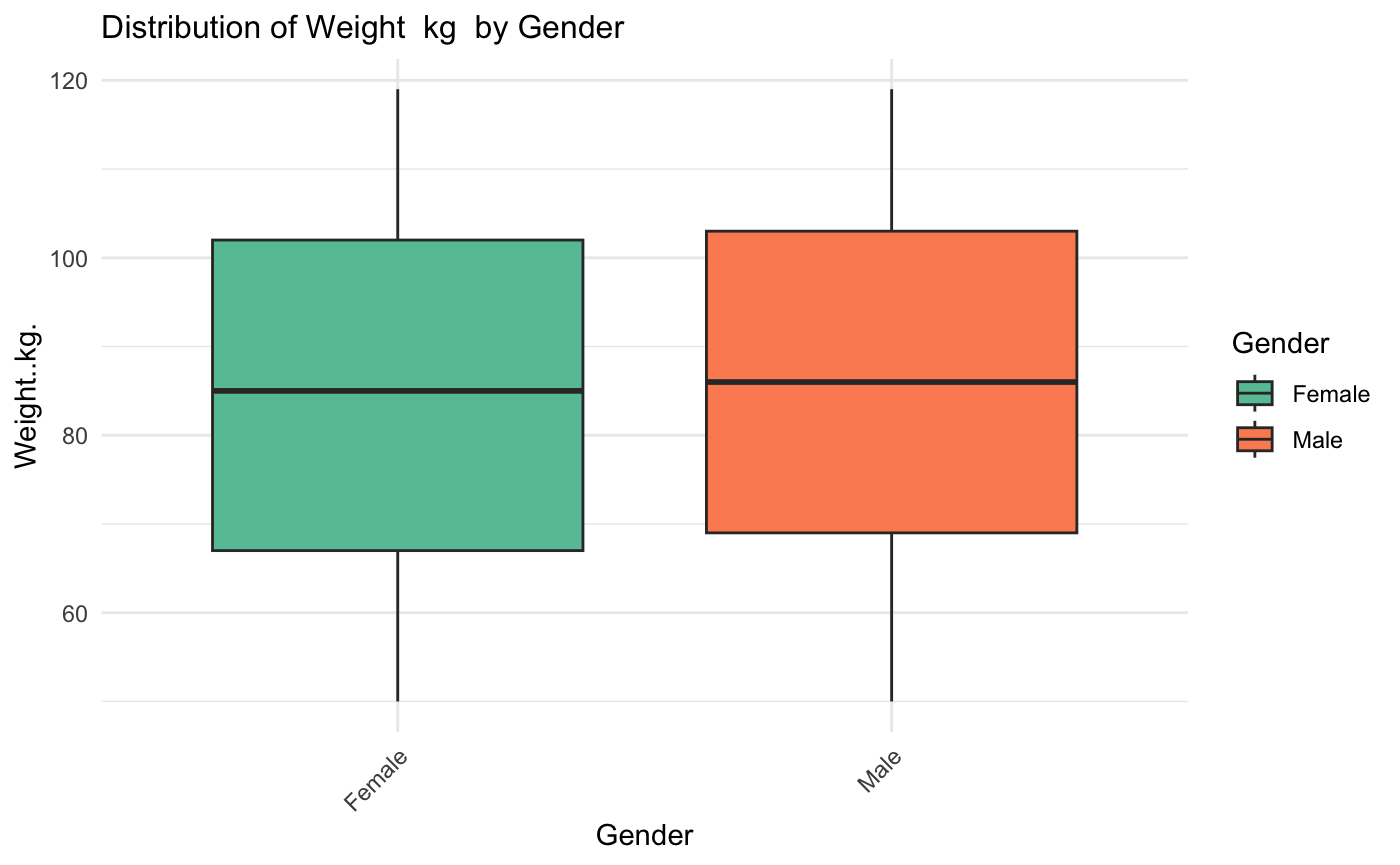 Distribution of Weight  kg  by Gender
Weight..kg.
120
100
80
60
Female
Male
Gender
Gender
Female
Male